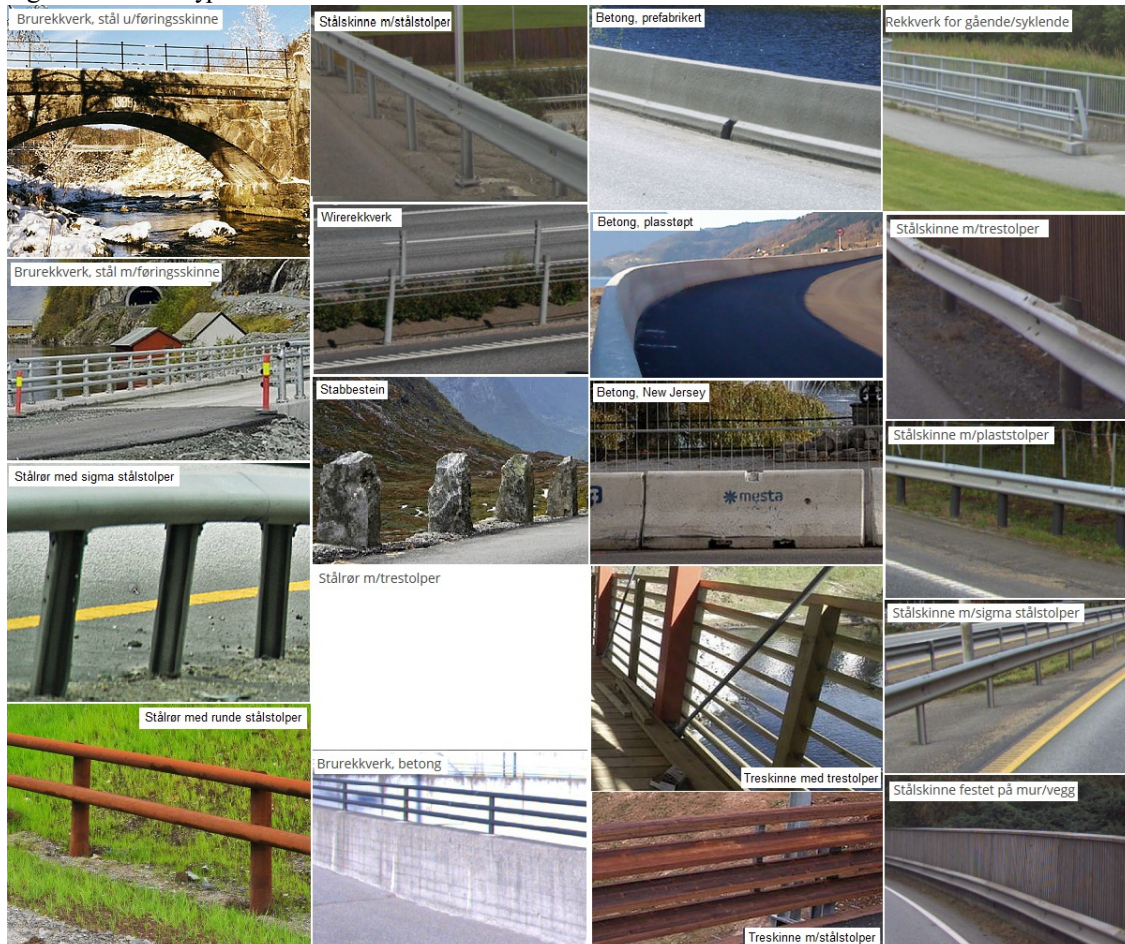 Brurekkverk, stål u/føringsskinne
Brurekkverk, stål m/føringsskinne
Stålrør med sigma stålstolper
Stålrør med runde stålstolper
Stålskinne m/stålstolper
Wirerekkverk
Stabbestein
Stålrør m/trestolper
Brurekkverk, betong
Betong, prefabrikert
Betong, plasstøpt
Betong, New Jersey
mesta
Treskinne med trestolper
Treskinne m/stålstolper
Rekkverk for gående/syklende
Stålskinne m/trestolper
Stålskinne m/plaststolper
Stålskinne m/sigma stålstolper
Stålskinne festet på mur/vegg